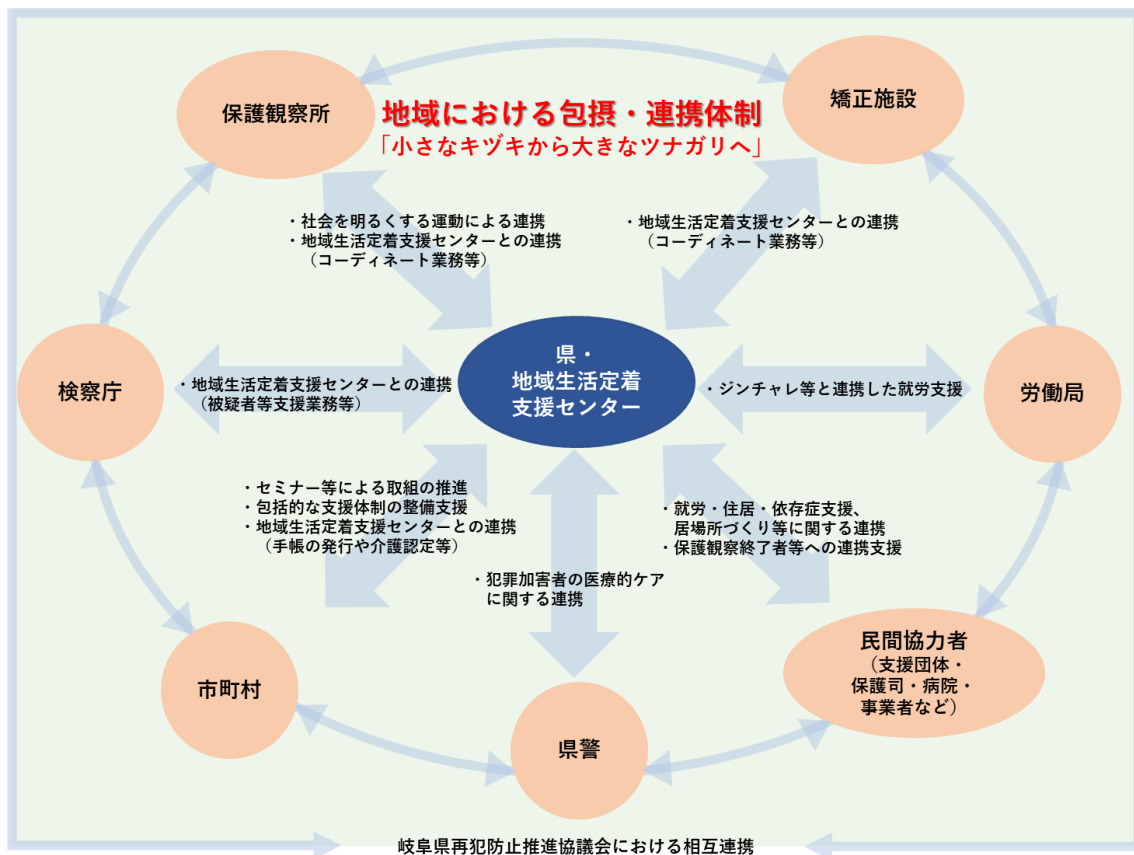 地域における包摂・連携体制
「小さなキヅキから大きなツナガリへ」
保護観察所
矯正施設
・社会を明るくする運動による連携
・地域生活定着支援センターとの連携
（コーディネート業務等）
・地域生活定着支援センターとの連携
（コーディネート業務等）
検察庁
・地域生活定着支援センターとの連携
（被疑者等支援業務等）
県・
地域生活定着
支援センター
・ジンチャレ等と連携した就労支援
労働局
・セミナー等による取組の推進
・包括的な支援体制の整備支援
・地域生活定着支援センターとの連携
（手帳の発行や介護認定等）
・就労・住居・依存症支援、
居場所づくり等に関する連携
・保護観察終了者等への連携支援
・犯罪加害者の医療的ケア
に関する連携
市町村
県警
民間協力者
（支援団体・
保護司・病院・
事業者など）
岐阜県再犯防止推進協議会における相互連携